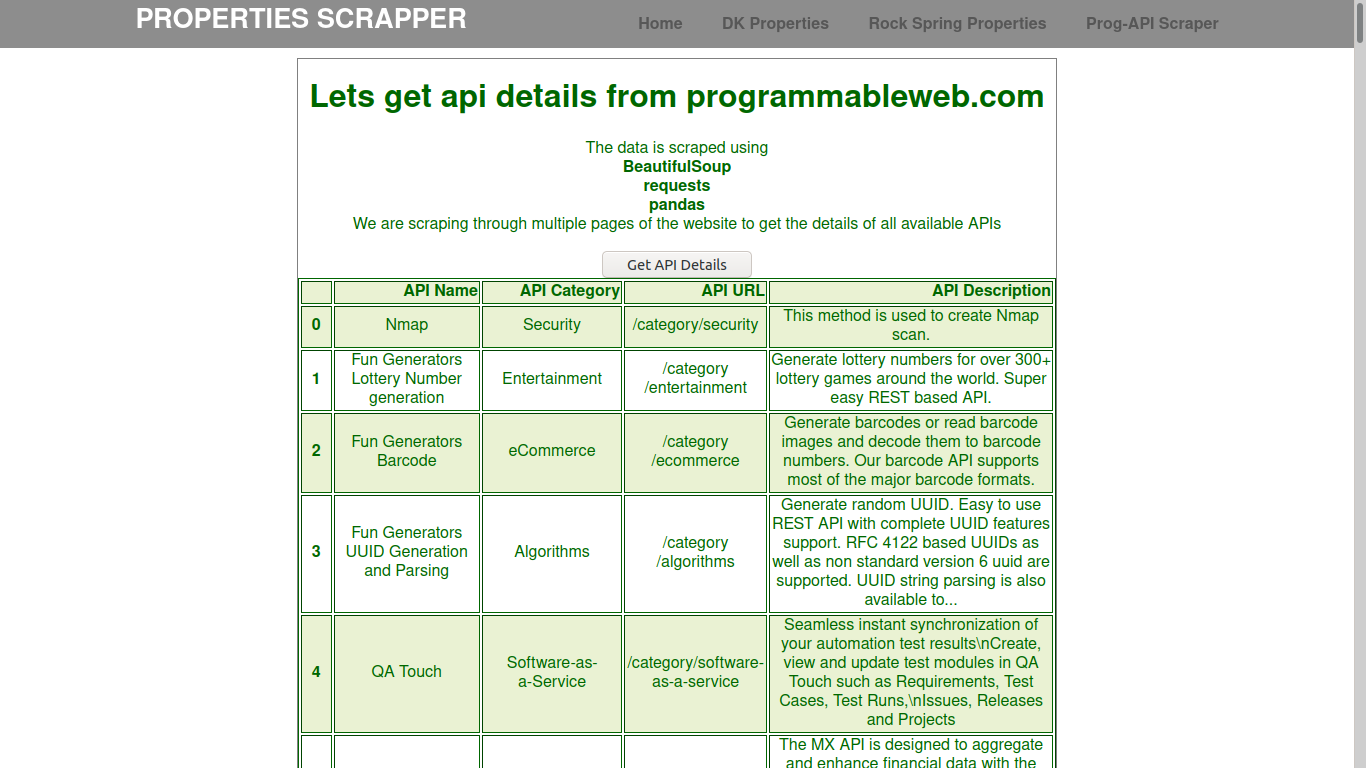 PROPERTIES SCRAPPER
Home DK Properties Rock Spring Properties Prog-API Scraper
Lets get api details from programmableweb.com
The data is scraped using
BeautifulSoup
requests
pandas
We are scraping through multiple pages of the website to get the details of all available APIs
Get API Details
API Name API Category API URL API Description
0
Nmap
Security
/category/security
This method is used to create Nmap
scan.
1
Fun Generators
Lottery Number
generation
Entertainment
/category
/entertainment
Generate lottery numbers for over 300+
lottery games around the world. Super
easy REST based API.
2
Fun Generators
Barcode
eCommerce
/category
/ecommerce
Generate barcodes or read barcode
images and decode them to barcode
numbers. Our barcode API supports
most of the major barcode formats.
3
Fun Generators
UUID Generation
and Parsing
Algorithms
/category
/algorithms
Generate random UUID. Easy to use
REST API with complete UUID features
support. RFC 4122 based UUIDs as
well as non standard version 6 uuid are
supported. UUID string parsing is also
available to...
4
QA Touch
Software-as-
a-Service
/category/software-
as-a-service
Seamless instant synchronization of
your automation test results\nCreate,
view and update test modules in QA
Touch such as Requirements, Test
Cases, Test Runs,\nIssues, Releases
and Projects
The MX API is designed to aggregate
and enhance financial data with the